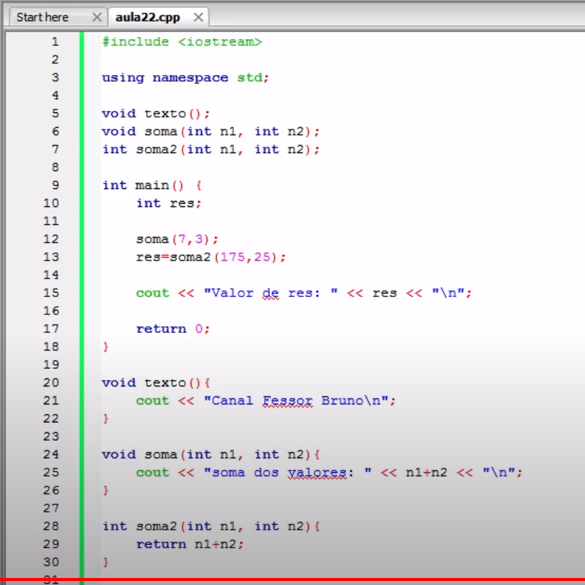 Start here aula22.cpp
1 #include <iostream>
2
3 using namespace std;
4
5 void texto();
6 void soma(int n1, int n2);
7 int soma2(int n1, int n2);
8
9 int main() {
10 int res;
11
12 soma(7,3);
13 res=soma2(175,25);
14
15 cout << "Valor de res: " << res << "\n";
16
17 return 0;
18 }
19
20 void texto(){
21 cout << "Canal Fessor Bruno\n";
22 }
23
24 void soma(int n1, int n2){
25 cout << "soma dos valores: " << n1+n2 << "\n";
26 }
27
28 int soma2(int n1, int n2){
29 return n1+n2;
30 }
31